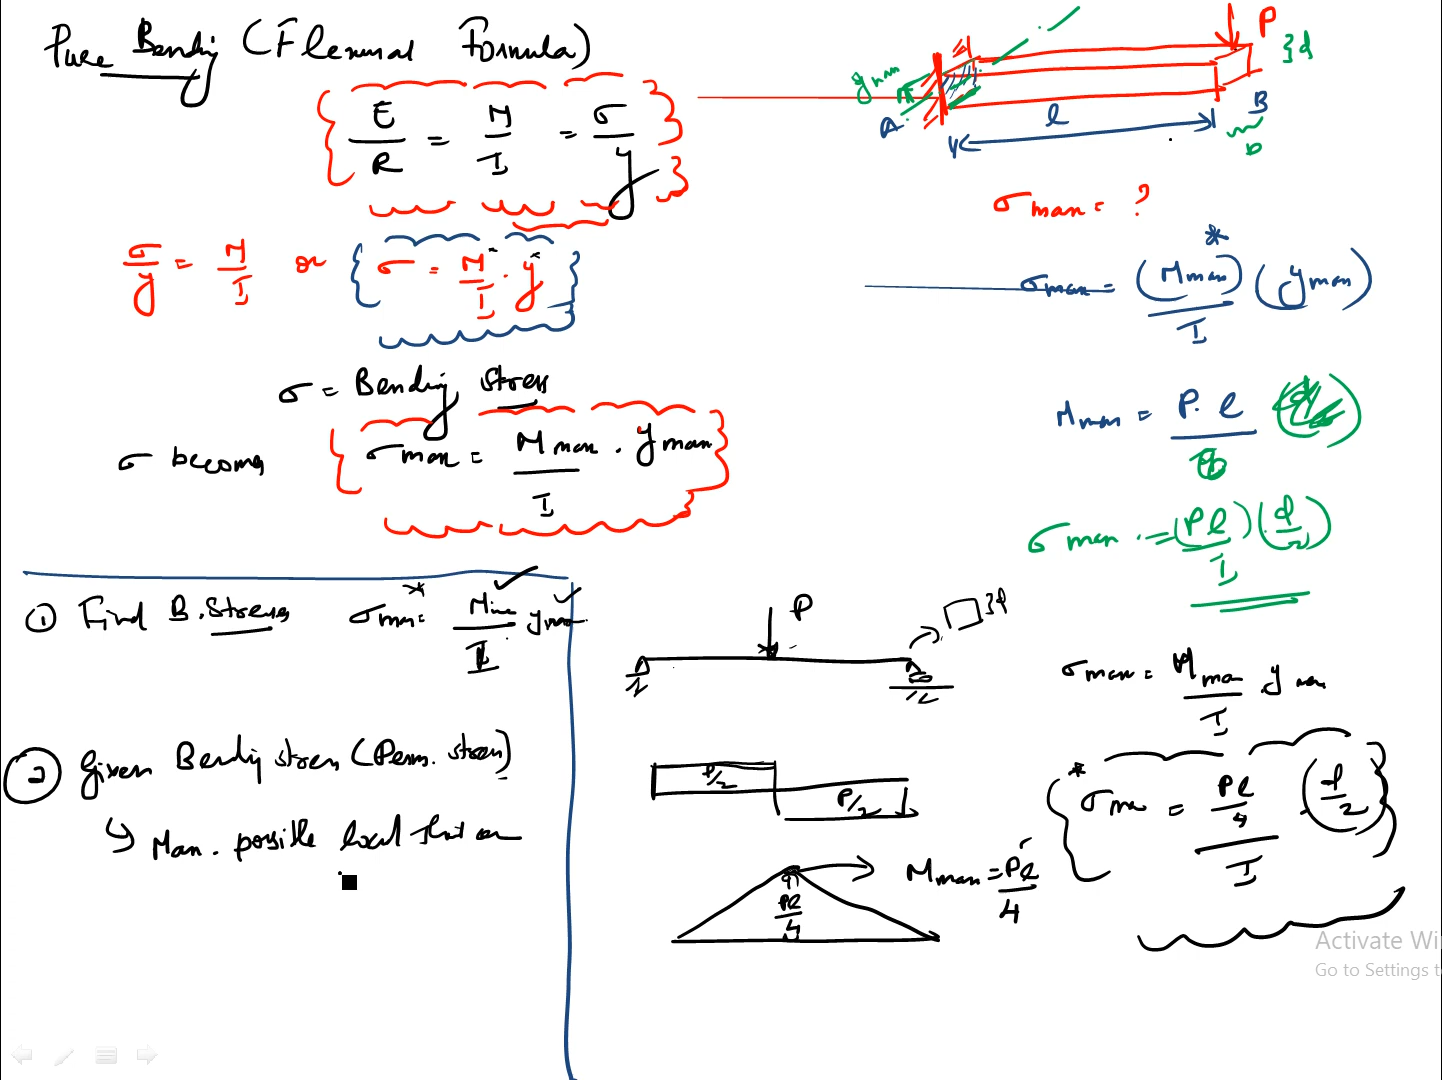 Pure Bending (Flexural Formula)
E/R = M/I = σ/y
σ/y = M/I or σ = M/I . y
σ = Bending Stress
σ becomes σmax = Mmax/I . ymax
① Find B. Stress σmax = M/I ymax
② Given Bending stress (Perm. stress)
↳ Max. possible load that can
P
}d
ymax
A
B
l
b
σmax = ?
σmax = (Mmax)/I (ymax)
Mmax = P.l
σmax = (Pl)/I (d/2)
P
}d
σmax = Mmax/I . ymax
P/2
P/2
Pl/4
Mmax = Pl/4
σmax = Pl/4/I . (d/2)
Activate Wi
Go to Settings t